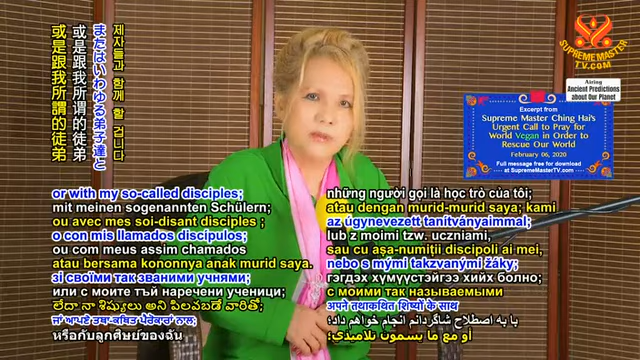 제자들과 함께 할 겁니다
またはいわゆる弟子達と
或是跟我所谓的徒弟
或是跟我所謂的徒弟
SUPREME MASTER
TV.COM
Airing
Ancient Predictions
about Our Planet
Excerpt from
Supreme Master Ching Hai's
Urgent Call to Pray for
World Vegan in Order to
Rescue Our World
February 06, 2020
Full message free for download
at SupremeMasterTV.com
or with my so-called disciples;
mit meinen sogenannten Schülern;
ou avec mes soi-disant disciples ;
o con mis llamados discípulos;
ou com meus assim chamados
atau bersama kononnya anak murid saya.
зі своїми так званими учнями;
или с моите тъй наречени ученици;
లేదా నా శిష్యులు అని పిలవబడే వారితో;
ਜਾਂ ਆਪਣੇ ਤਥਾ-ਕਥਿਤ ਪੈਰੋਕਾਰਾਂ ਨਾਲ;
หรือกับลูกศิษย์ของฉัน
những người gọi là học trò của tôi;
atau dengan murid-murid saya; kami
az úgynevezett tanítványaimmal;
lub z moimi tzw. uczniami,
sau cu așa-numiții discipoli ai mei,
nebo s mými takzvanými žáky;
гэгдэх хүмүүстэйгээ хийх болно;
с моими так называемыми
अपने तथाकथित शिष्यों के साथ
یا به اصطلاح شاگردانم انجام خواهم داد؛
أو مع ما يسمون بتلاميذي؛